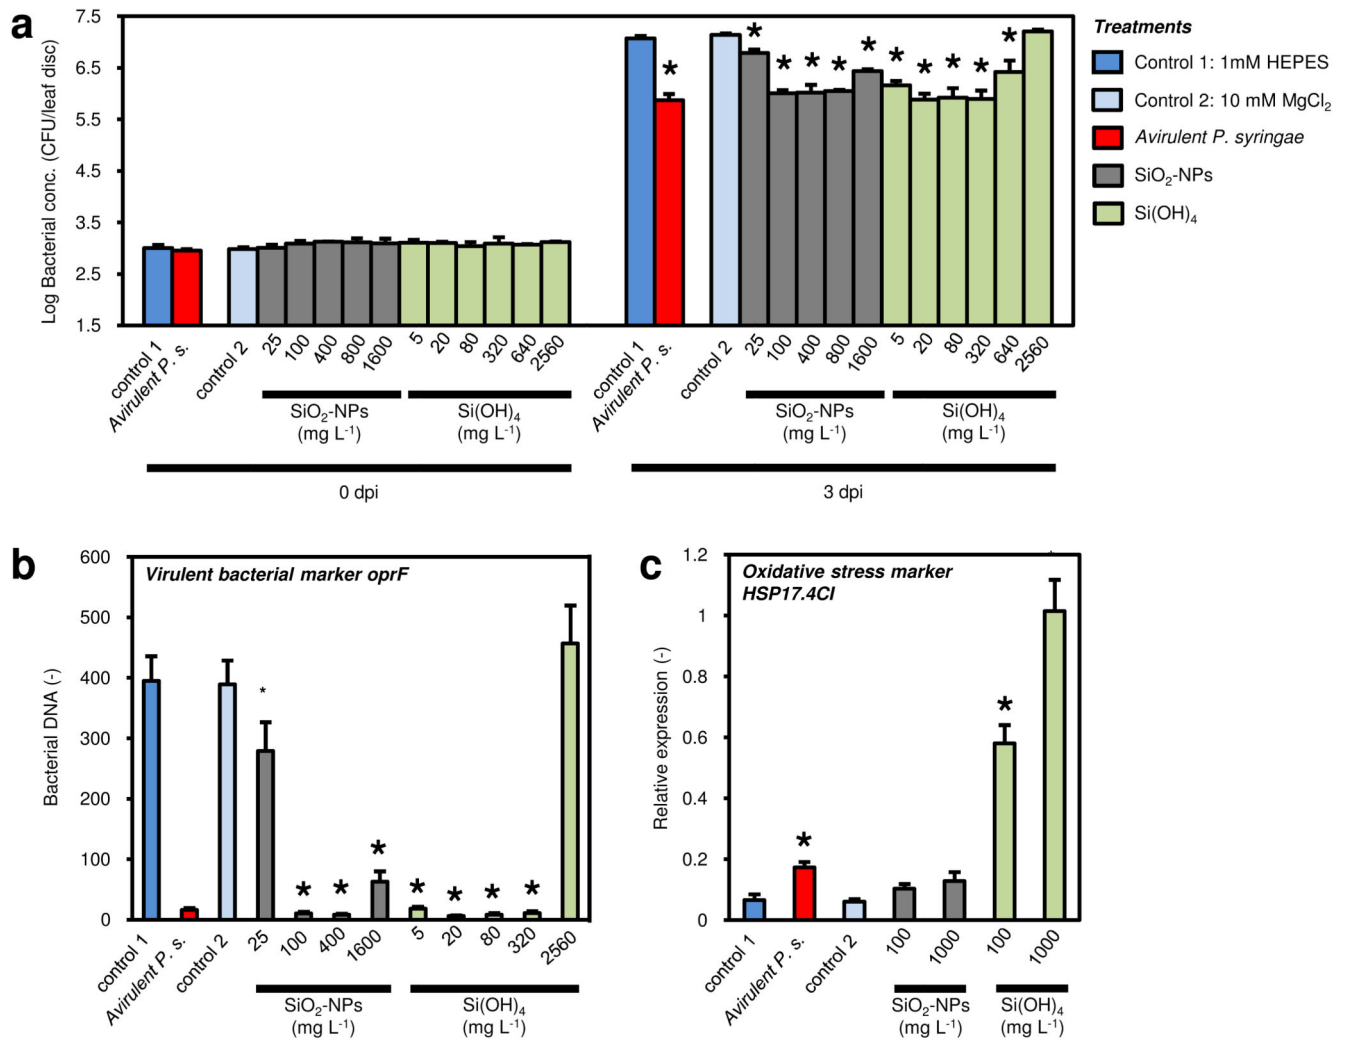 a
7.5
6.5
5.5
4.5
3.5
2.5
1.5
Log Bacterial conc. (CFU/leaf disc)
* * * * * * * * * * *
control 1
Avirulent P. s.
control 2
25
100
400
800
1600
5
20
80
320
640
2560
control 1
Avirulent P. s.
control 2
25
100
400
800
1600
5
20
80
320
640
2560
SiO2-NPs
(mg L-1)
Si(OH)4
(mg L-1)
SiO2-NPs
(mg L-1)
Si(OH)4
(mg L-1)
0 dpi
3 dpi
Treatments
Control 1: 1mM HEPES
Control 2: 10 mM MgCl2
Avirulent P. syringae
SiO2-NPs
Si(OH)4
b
Virulent bacterial marker oprF
600
500
400
300
200
100
0
Bacterial DNA (-)
* * * * * * * *
control 1
Avirulent P. s.
control 2
25
100
400
1600
5
20
80
320
2560
SiO2-NPs
(mg L-1)
Si(OH)4
(mg L-1)
c
Oxidative stress marker
HSP17.4CI
1.2
1
0.8
0.6
0.4
0.2
0
Relative expression (-)
* *
control 1
Avirulent P. s.
control 2
100
1000
100
1000
SiO2-NPs
(mg L-1)
Si(OH)4
(mg L-1)